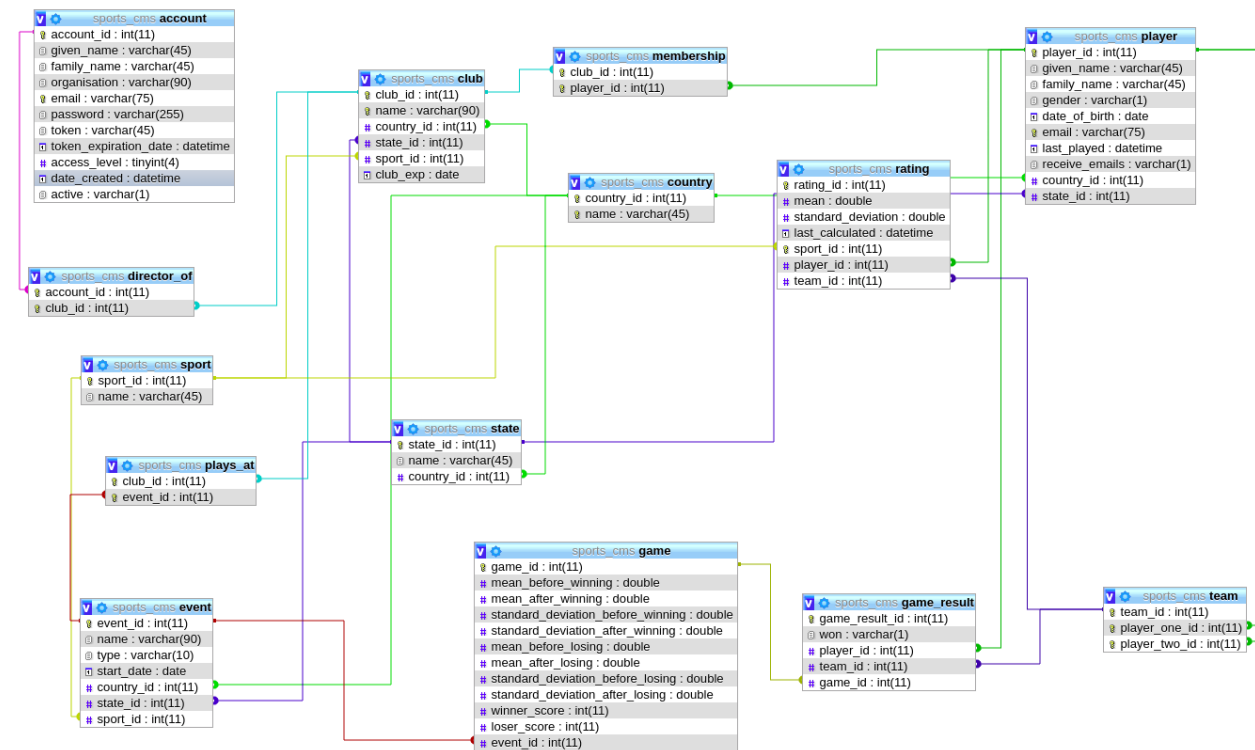 sports_cms account
account_id : int(11)
given_name : varchar(45)
family_name : varchar(45)
organisation : varchar(90)
email : varchar(75)
password : varchar(255)
token : varchar(45)
token_expiration_date : datetime
access_level : tinyint(4)
date_created : datetime
active : varchar(1)
sports_cms club
club_id : int(11)
name : varchar(90)
country_id : int(11)
state_id : int(11)
sport_id : int(11)
club_exp : date
sports_cms membership
club_id : int(11)
player_id : int(11)
sports_cms player
player_id : int(11)
given_name : varchar(45)
family_name : varchar(45)
gender : varchar(1)
date_of_birth : date
email : varchar(75)
last_played : datetime
receive_emails : varchar(1)
country_id : int(11)
state_id : int(11)
sports_cms country
country_id : int(11)
name : varchar(45)
sports_cms rating
rating_id : int(11)
mean : double
standard_deviation : double
last_calculated : datetime
sport_id : int(11)
player_id : int(11)
team_id : int(11)
sports_cms director_of
account_id : int(11)
club_id : int(11)
sports_cms sport
sport_id : int(11)
name : varchar(45)
sports_cms state
state_id : int(11)
name : varchar(45)
country_id : int(11)
sports_cms plays_at
club_id : int(11)
event_id : int(11)
sports_cms event
event_id : int(11)
name : varchar(90)
type : varchar(10)
start_date : date
country_id : int(11)
state_id : int(11)
sport_id : int(11)
sports_cms game
game_id : int(11)
mean_before_winning : double
mean_after_winning : double
standard_deviation_before_winning : double
standard_deviation_after_winning : double
mean_before_losing : double
mean_after_losing : double
standard_deviation_before_losing : double
standard_deviation_after_losing : double
winner_score : int(11)
loser_score : int(11)
event_id : int(11)
sports_cms game_result
game_result_id : int(11)
won : varchar(1)
player_id : int(11)
team_id : int(11)
game_id : int(11)
sports_cms team
team_id : int(11)
player_one_id : int(11)
player_two_id : int(11)